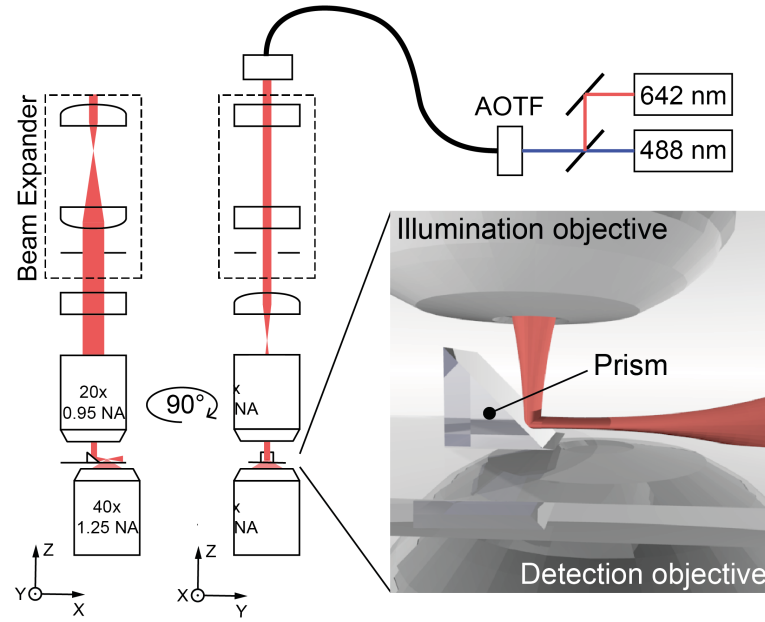 AOTF
642 nm
488 nm
Beam Expander
Illumination objective
Prism
20x
0.95 NA
90°
x
NA
40x
1.25 NA
x
NA
Z
Y
X
Z
X
Y
Detection objective